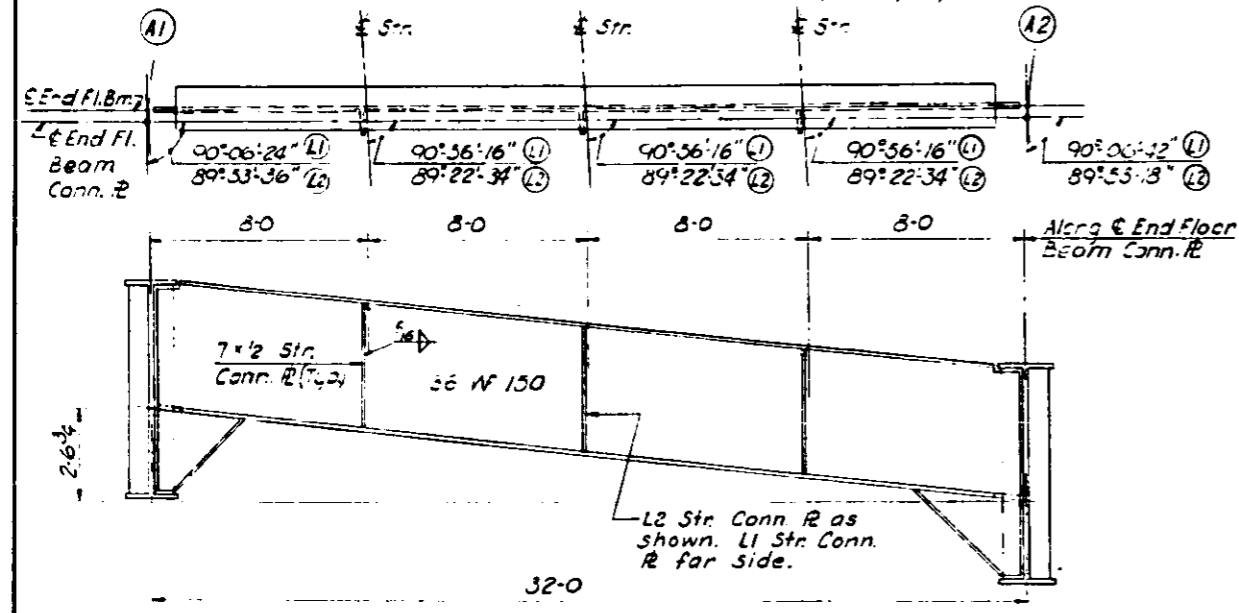 A1
℄ Str.
℄ Str.
℄ Str.
A2
℄ End Fl. Bm.
℄ End Fl.
Beam
Conn. ℞
90°-06'-24" L1
89°-53'-36" L2
90°-56'-16" L1
89°-22'-34" L2
90°-56'-16" L1
89°-22'-34" L2
90°-56'-16" L1
89°-22'-34" L2
90°-06'-42" L1
89°-53'-18" L2
8-0
8-0
8-0
8-0
Along ℄ End Floor
Beam Conn. ℞
7 x 1/2 Str.
Conn. ℞ (Typ.)
5/16
36 WF 150
2-6 3/4
L2 Str. Conn. ℞ as
shown. L1 Str. Conn.
℞ far side.
32-0